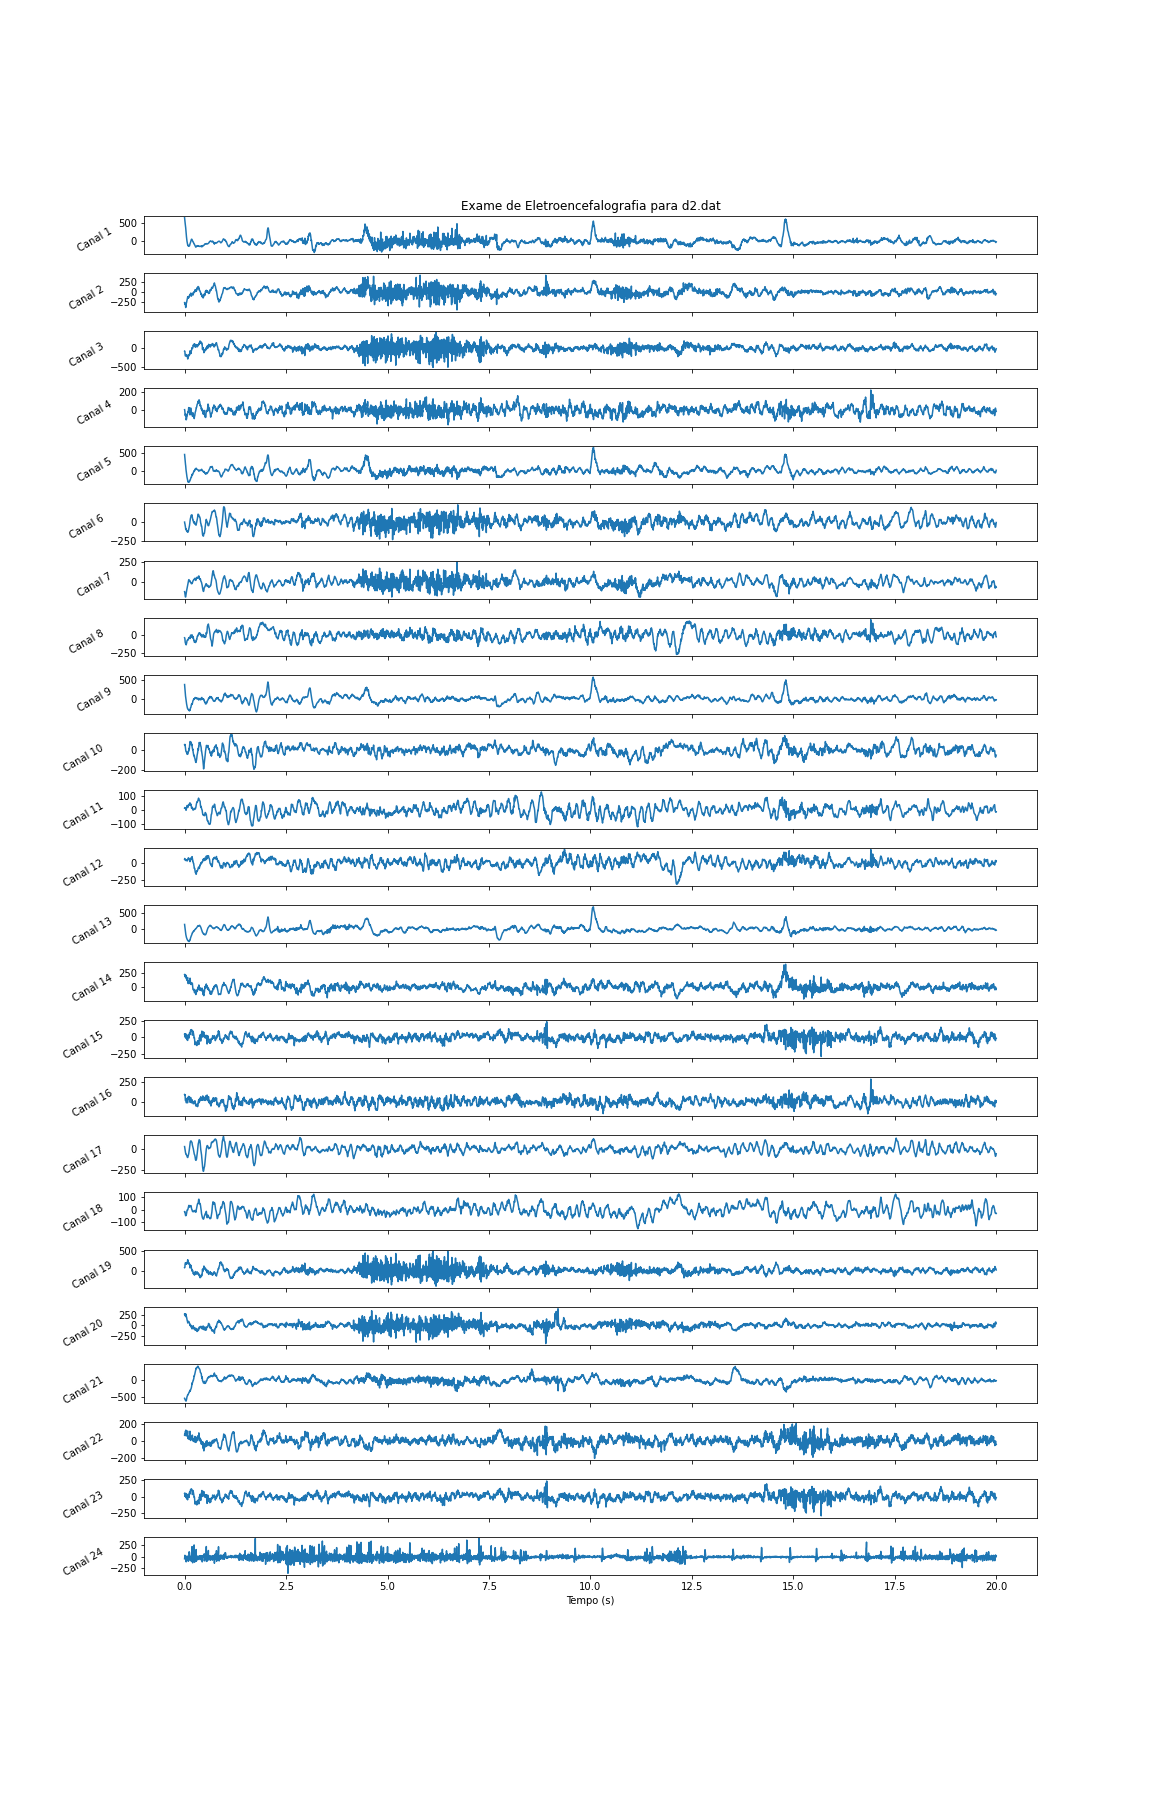 Exame de Eletroencefalografia para d2.dat
Canal 1
500
0
Canal 2
250
0
−250
Canal 3
0
−500
Canal 4
200
0
Canal 5
500
0
Canal 6
0
−250
Canal 7
250
0
Canal 8
0
−250
Canal 9
500
0
Canal 10
0
−200
Canal 11
100
0
−100
Canal 12
0
−250
Canal 13
500
0
Canal 14
250
0
Canal 15
250
0
−250
Canal 16
250
0
Canal 17
0
−250
Canal 18
100
0
−100
Canal 19
500
0
Canal 20
250
0
−250
Canal 21
0
−500
Canal 22
200
0
−200
Canal 23
250
0
−250
Canal 24
250
0
−250
0.0 2.5 5.0 7.5 10.0 12.5 15.0 17.5 20.0
Tempo (s)